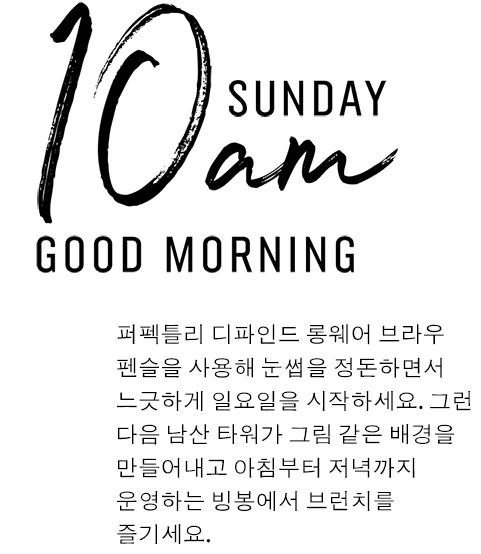 10am SUNDAY
GOOD MORNING
퍼펙틀리 디파인드 롱웨어 브라우
펜슬을 사용해 눈썹을 정돈하면서
느긋하게 일요일을 시작하세요. 그런
다음 남산 타워가 그림 같은 배경을
만들어내고 아침부터 저녁까지
운영하는 빙봉에서 브런치를
즐기세요.